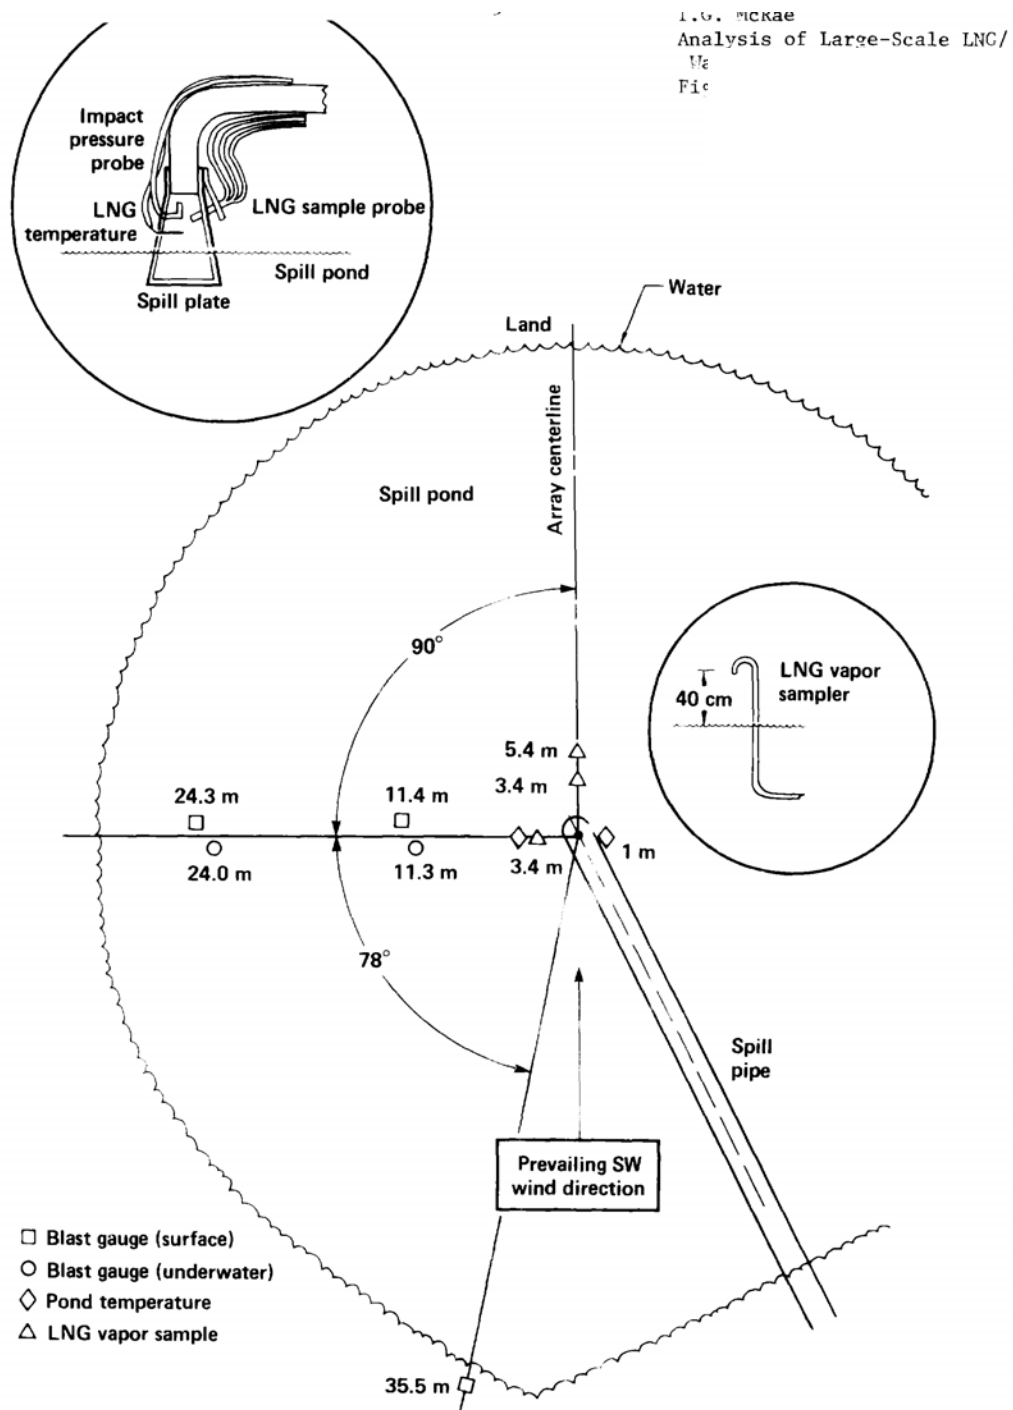 Analysis of Large-Scale LNG/
Impact
pressure
probe
LNG
temperature
LNG sample probe
Spill pond
Spill plate
Water
Land
Array centerline
Spill pond
90°
LNG vapor
sampler
40 cm
5.4 m
3.4 m
24.3 m
11.4 m
24.0 m
11.3 m
3.4 m
1 m
78°
Spill
pipe
Prevailing SW
wind direction
Blast gauge (surface)
Blast gauge (underwater)
Pond temperature
LNG vapor sample
35.5 m